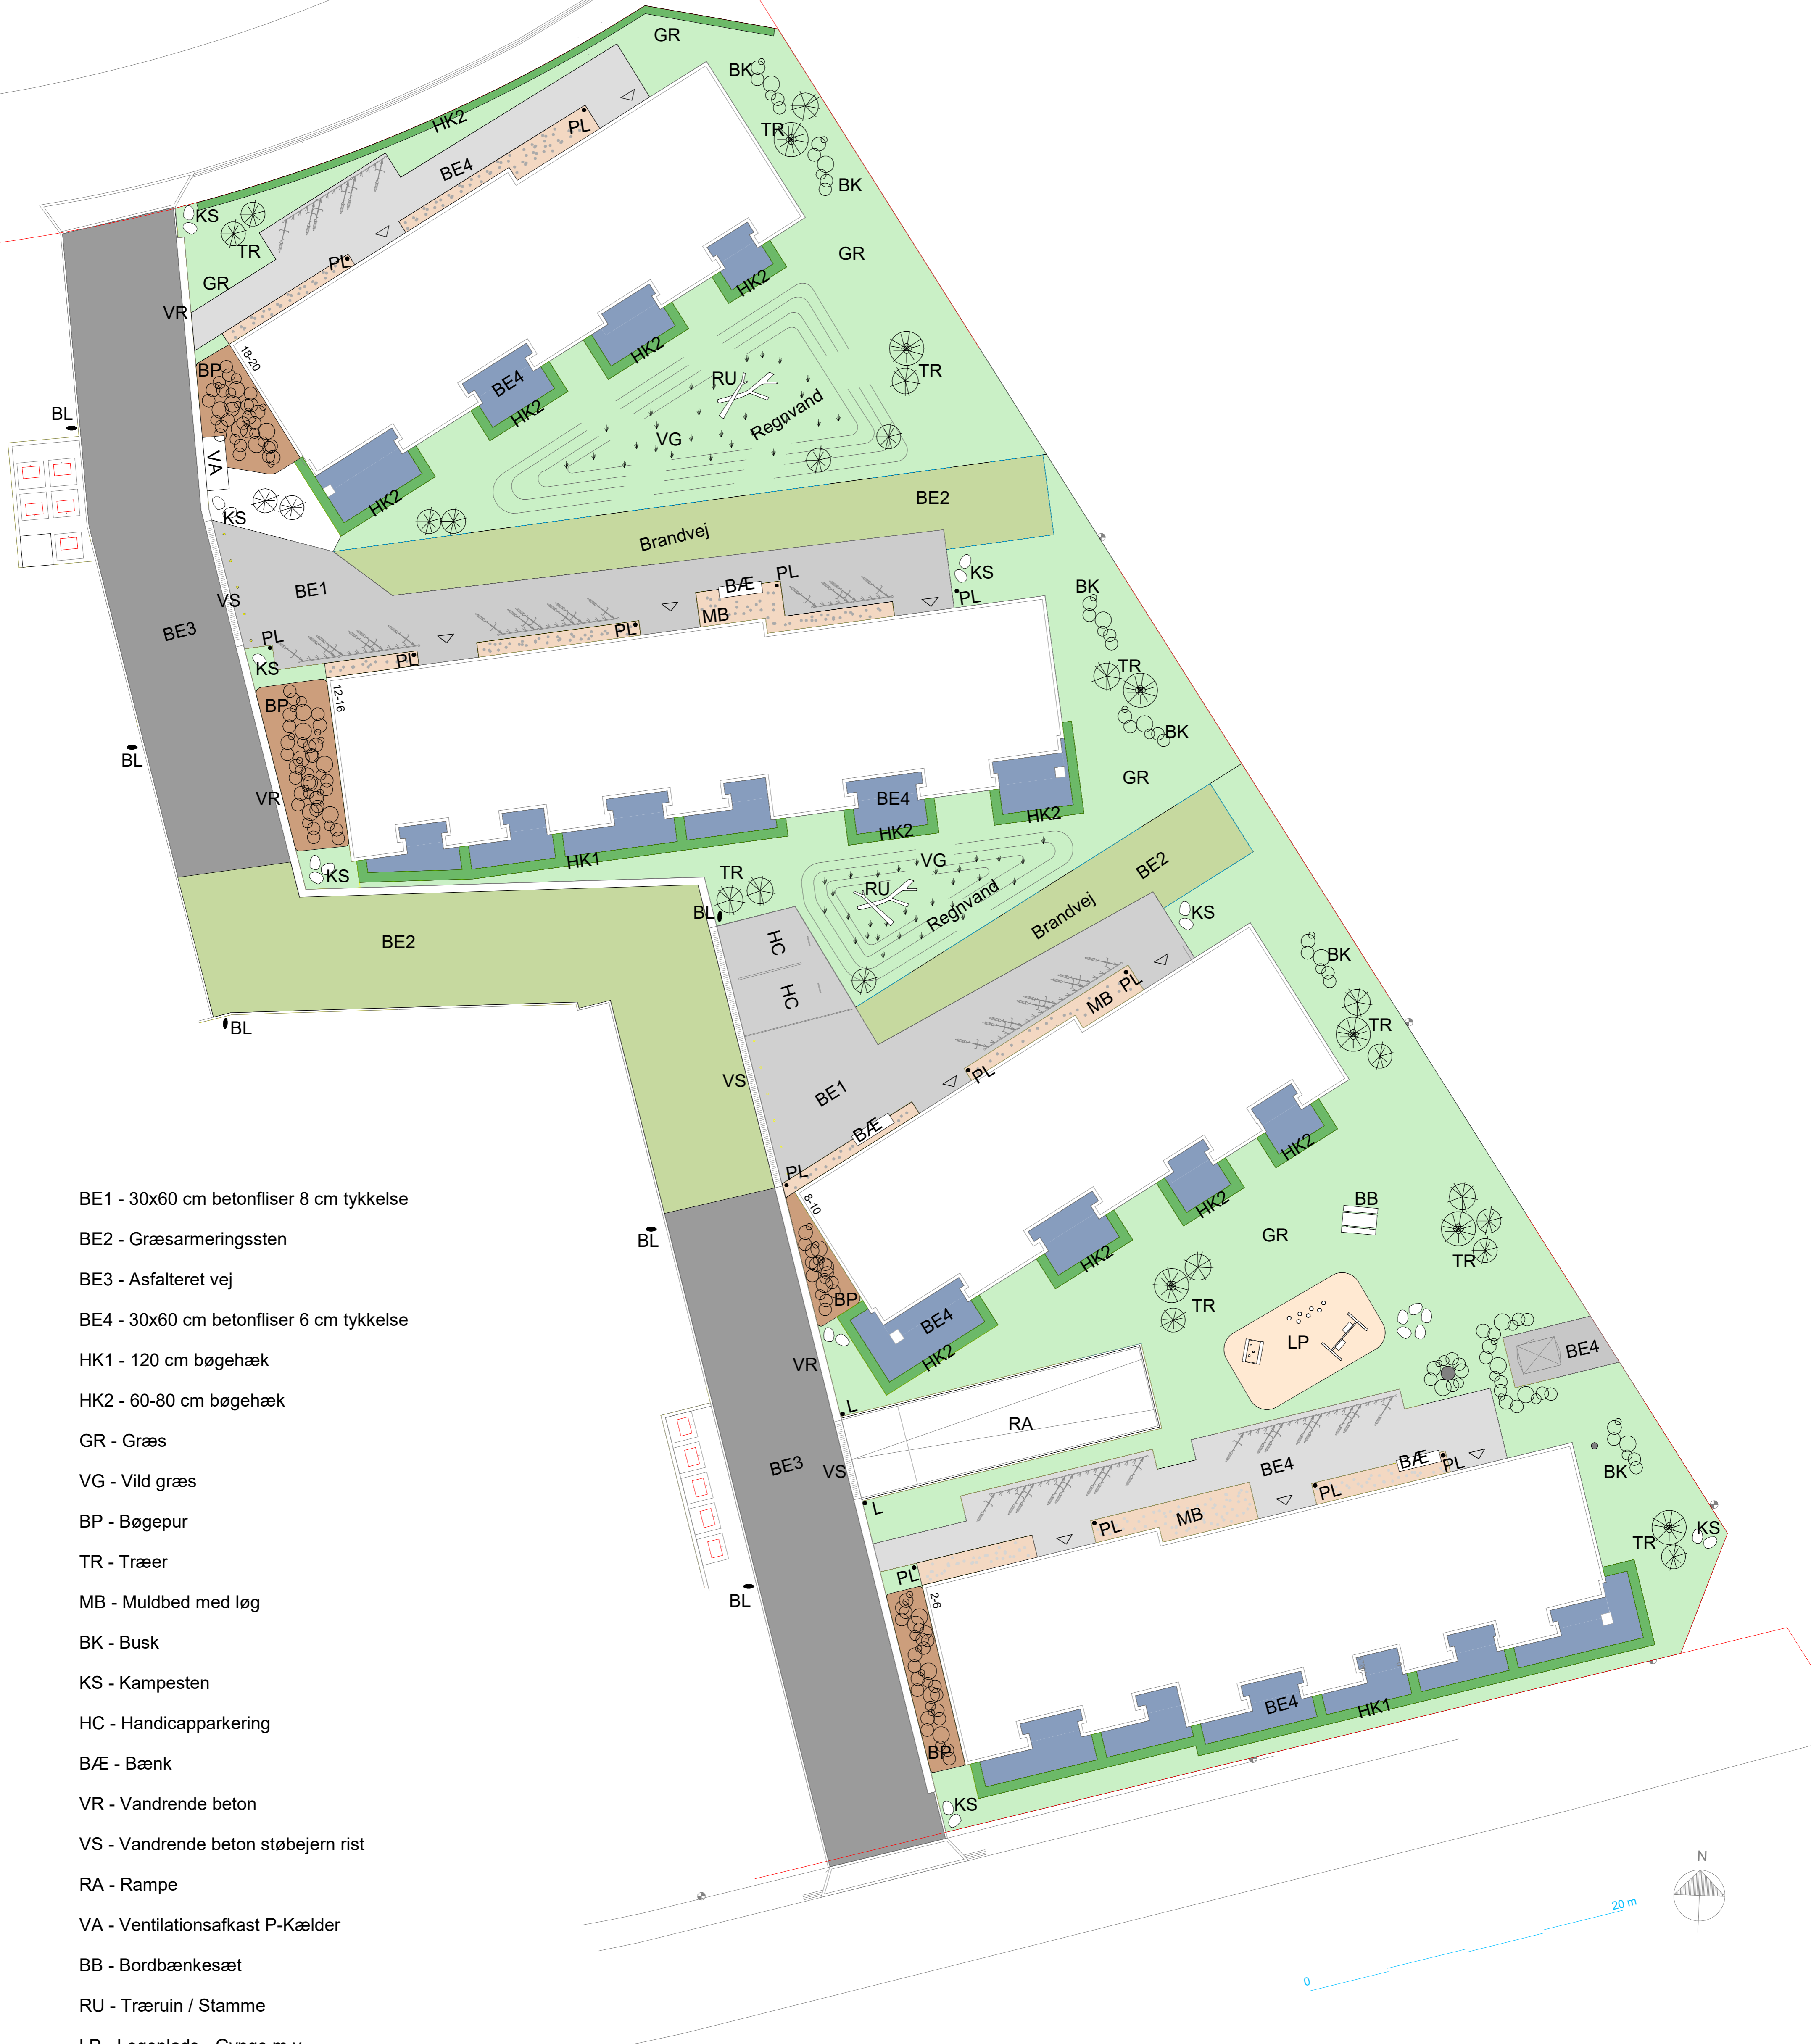 GR
BK
HK2
PL
TR
BE4
BK
KS
TR
GR
PL
GR
HK2
VR
HK2
18-20
BP
BE4
RU
TR
HK2
Regnvand
BL
VG
VA
HK2
KS
BE2
Brandvej
BE1
BÆ
PL
KS
PL
BK
VS
MB
BE3
PL
PL
PL
KS
TR
12-16
BP
BK
BL
VR
GR
BE4
HK2
HK2
HK1
VG
KS
TR
RU
BE2
Regnvand
BL
Brandvej
KS
BE2
HC
BK
HC
PL
MB
BL
TR
PL
VS
BE1
BÆ
PL
HK2
8-10
HK2
BB
BL
HK2
GR
TR
BP
TR
BE4
LP
BE4
HK2
VR
L
RA
BE3
VS
BE4
BÆ
PL
BK
L
PL
MB
PL
KS
TR
PL
2-6
BL
BE4
HK1
BP
KS
BE1 - 30x60 cm betonfliser 8 cm tykkelse
BE2 - Græsarmeringssten
BE3 - Asfalteret vej
BE4 - 30x60 cm betonfliser 6 cm tykkelse
HK1 - 120 cm bøgehæk
HK2 - 60-80 cm bøgehæk
GR - Græs
VG - Vild græs
BP - Bøgepur
TR - Træer
MB - Muldbed med løg
BK - Busk
KS - Kampesten
HC - Handicapparkering
BÆ - Bænk
VR - Vandrende beton
VS - Vandrende beton støbejern rist
RA - Rampe
VA - Ventilationsafkast P-Kælder
BB - Bordbænkesæt
RU - Træruin / Stamme
N
20 m
0